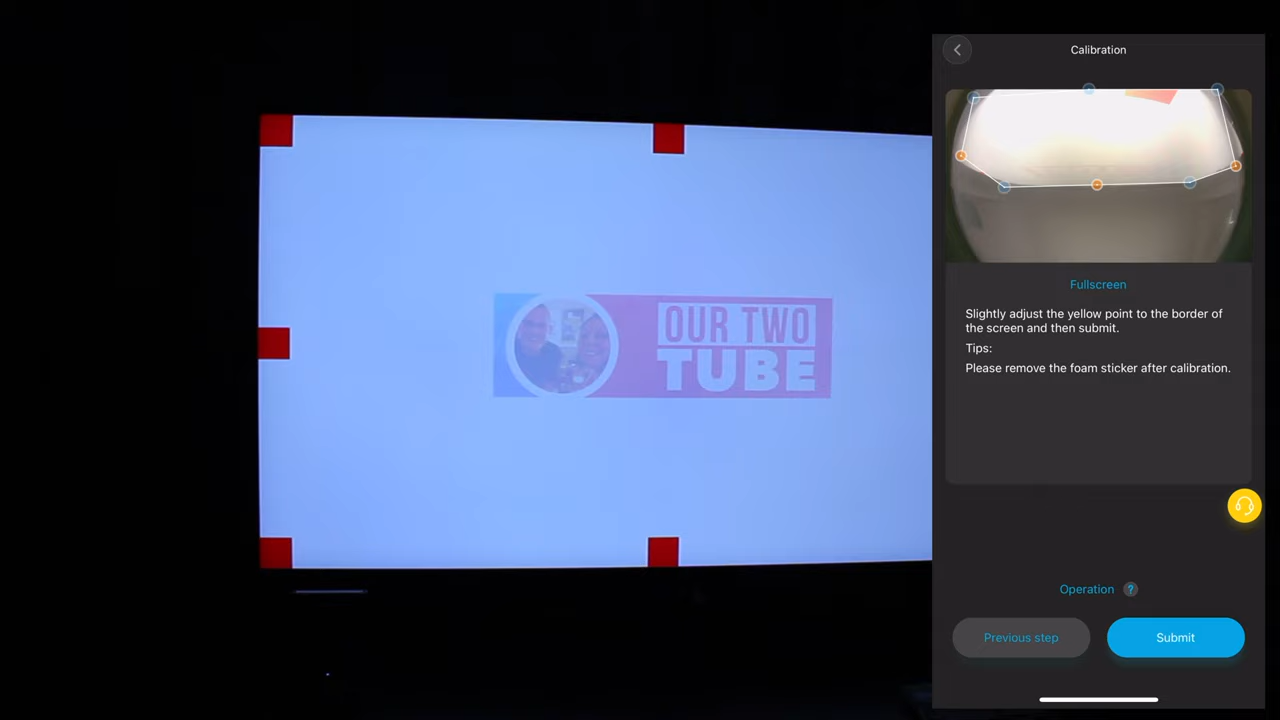 OUR TWO
TUBE
Calibration
Fullscreen
Slightly adjust the yellow point to the border of
the screen and then submit.
Tips:
Please remove the foam sticker after calibration.
Operation ?
Previous step
Submit